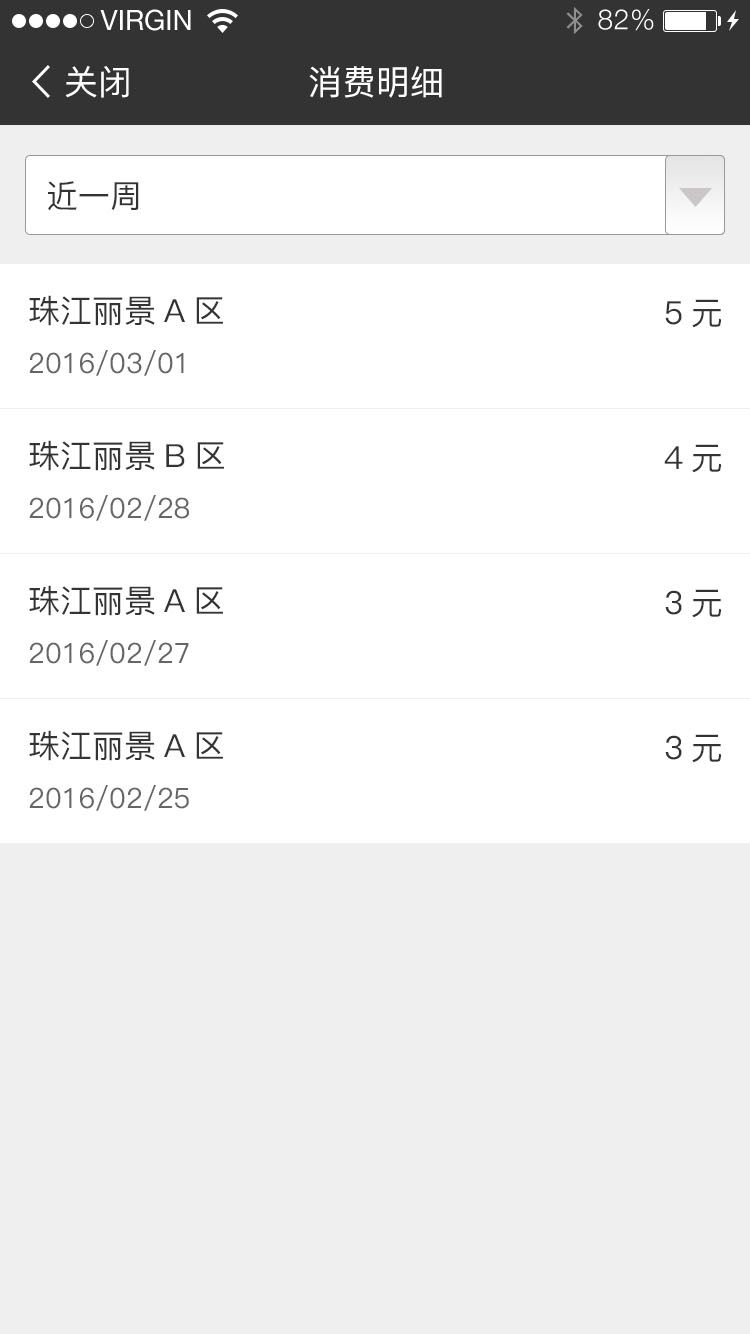 VIRGIN 82%
关闭 消费明细
近一周
珠江丽景 A 区 5 元
2016/03/01
珠江丽景 B 区 4 元
2016/02/28
珠江丽景 A 区 3 元
2016/02/27
珠江丽景 A 区 3 元
2016/02/25